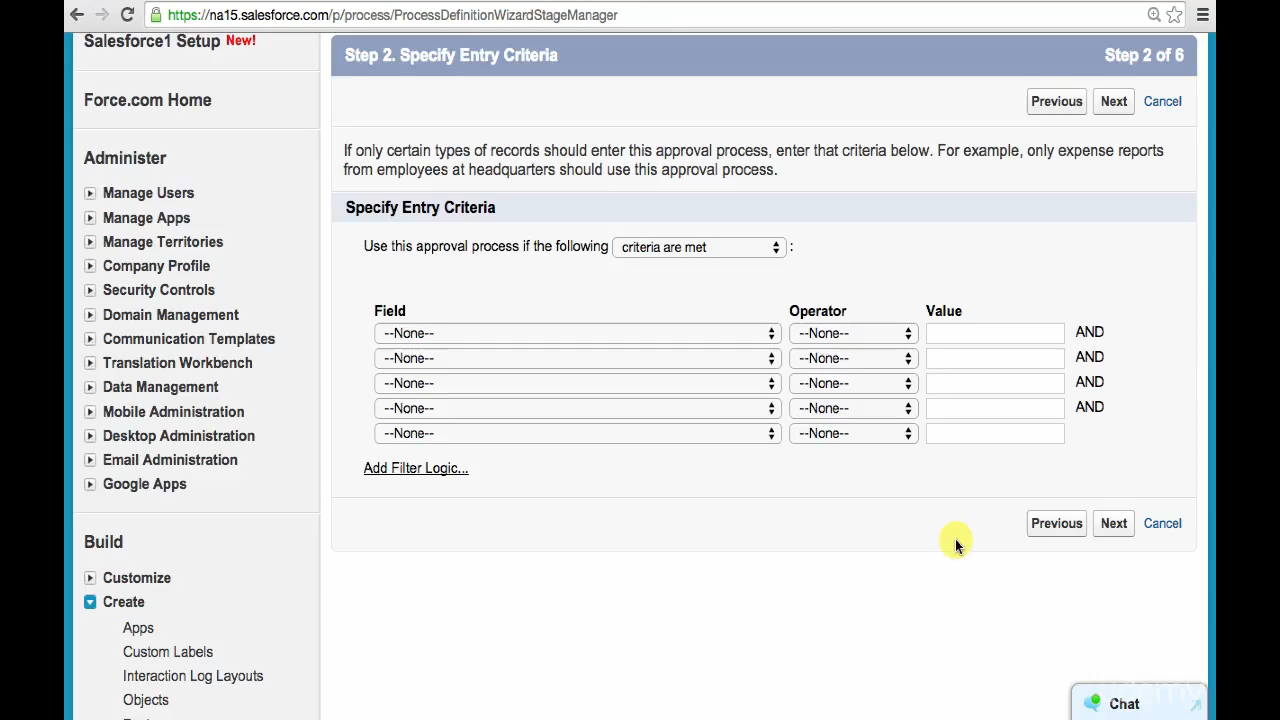 https://na15.salesforce.com/p/process/ProcessDefinitionWizardStageManager
Salesforce1 Setup New!
Force.com Home
Administer
Manage Users
Manage Apps
Manage Territories
Company Profile
Security Controls
Domain Management
Communication Templates
Translation Workbench
Data Management
Mobile Administration
Desktop Administration
Email Administration
Google Apps
Build
Customize
Create
Apps
Custom Labels
Interaction Log Layouts
Objects
Step 2. Specify Entry Criteria Step 2 of 6
Previous Next Cancel
If only certain types of records should enter this approval process, enter that criteria below. For example, only expense reports
from employees at headquarters should use this approval process.
Specify Entry Criteria
Use this approval process if the following criteria are met :
Field Operator Value
--None-- --None-- AND
--None-- --None-- AND
--None-- --None-- AND
--None-- --None-- AND
--None-- --None--
Add Filter Logic...
Previous Next Cancel
Chat
udemy